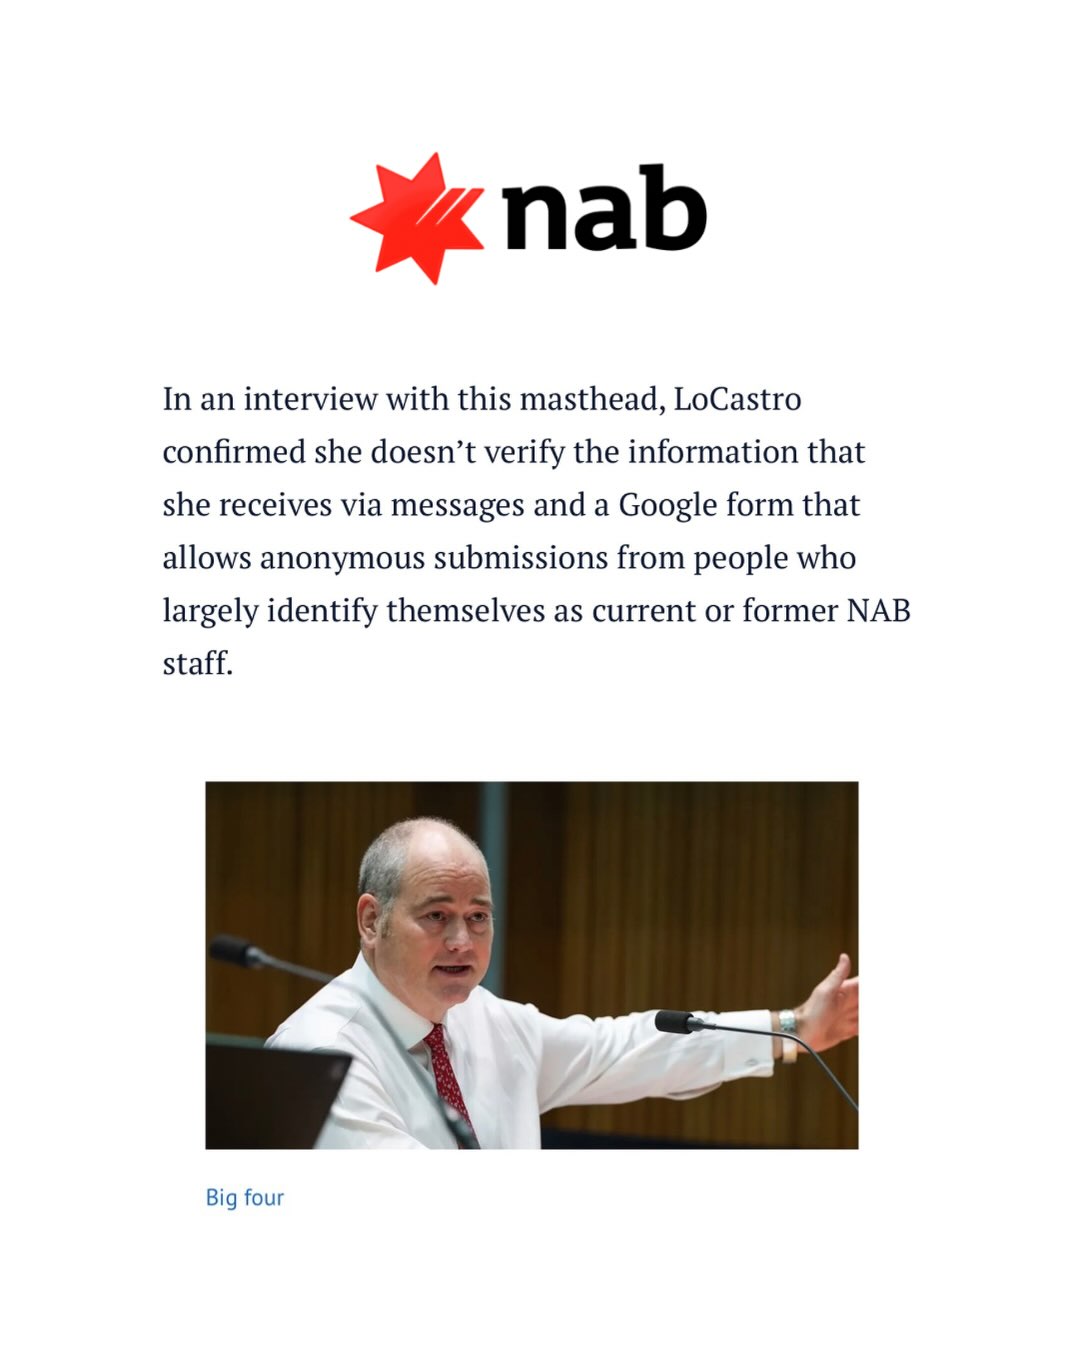 nab
In an interview with this masthead, LoCastro
confirmed she doesn’t verify the information that
she receives via messages and a Google form that
allows anonymous submissions from people who
largely identify themselves as current or former NAB
staff.
Big four